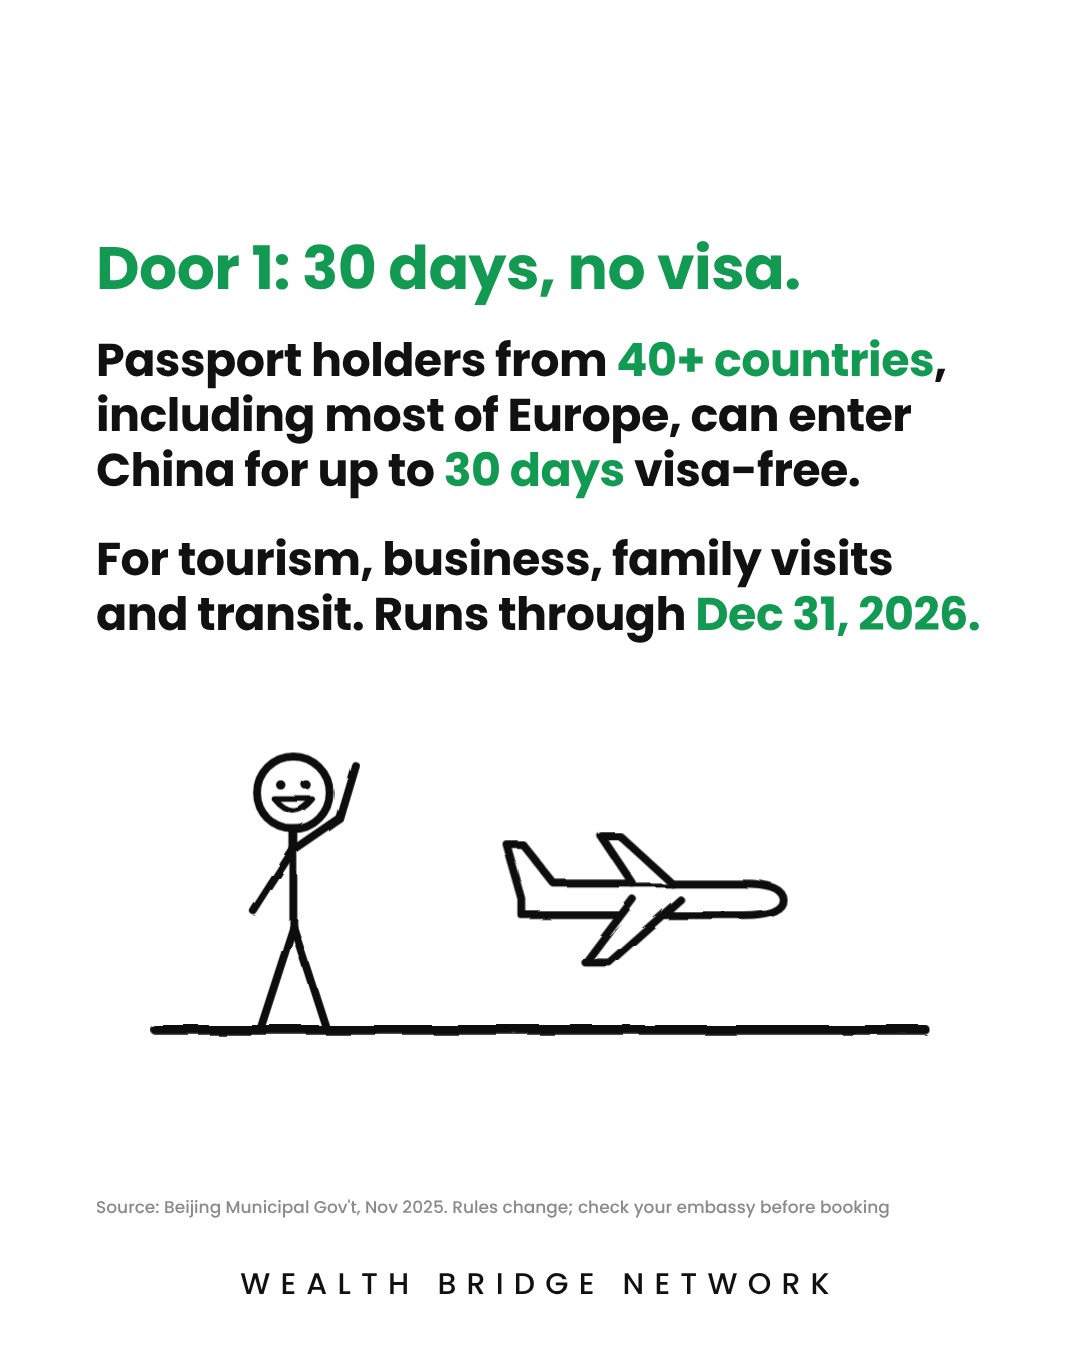 Door 1: 30 days, no visa.
Passport holders from 40+ countries,
including most of Europe, can enter
China for up to 30 days visa-free.
For tourism, business, family visits
and transit. Runs through Dec 31, 2026.
Source: Beijing Municipal Gov't, Nov 2025. Rules change; check your embassy before booking
WEALTH BRIDGE NETWORK